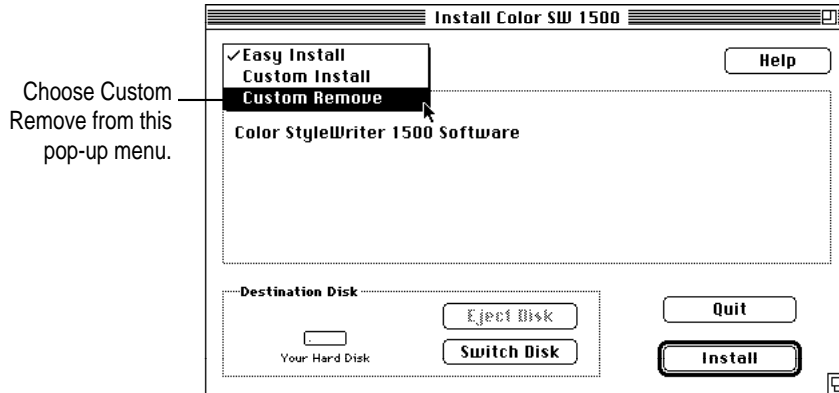 Install Color SW 1500
✓Easy Install
Custom Install
Custom Remove
Help
Choose Custom
Remove from this
pop-up menu.
Color StyleWriter 1500 Software
Destination Disk
Eject Disk
Quit
Your Hard Disk
Switch Disk
Install